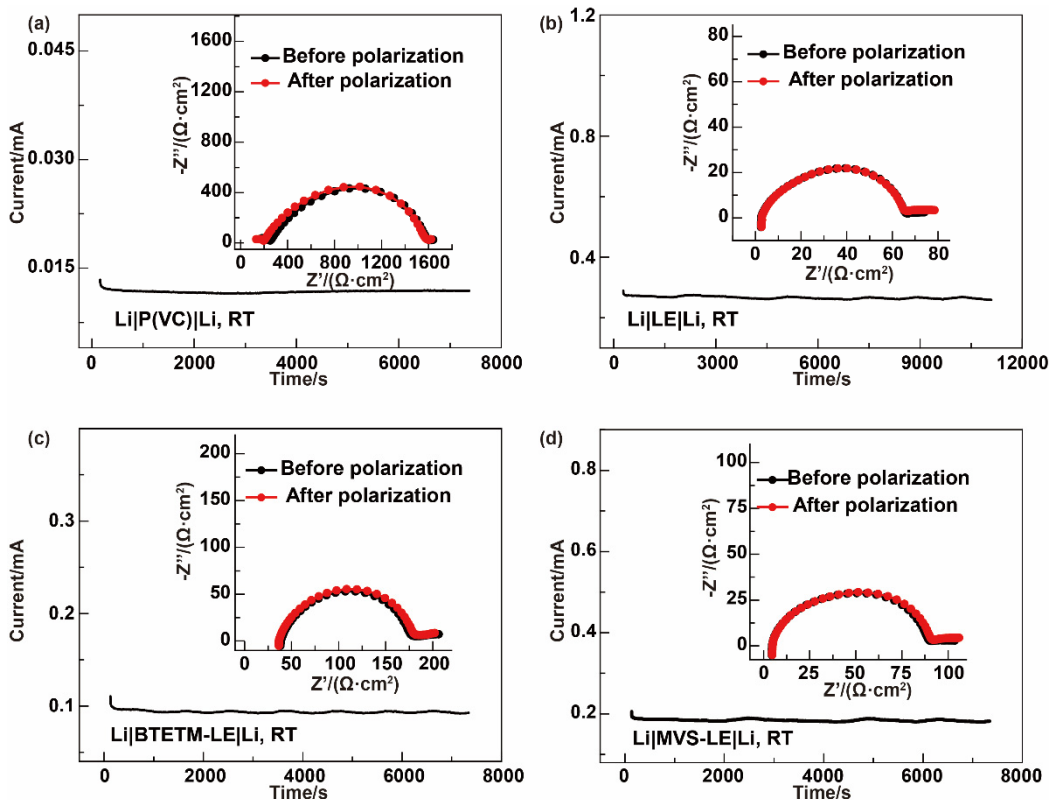 (a)
Current/mA
0.045
0.030
0.015
0
2000
4000
6000
8000
Time/s
Li|P(VC)|Li, RT
-Z''/(Ω·cm²)
1600
1200
800
400
0
0
400
800
1200
1600
Z'/(Ω·cm²)
Before polarization
After polarization
(b)
Current/mA
1.2
0.8
0.4
0
3000
6000
9000
12000
Time/s
Li|LE|Li, RT
-Z''/(Ω·cm²)
80
60
40
20
0
0
20
40
60
80
Z'/(Ω·cm²)
Before polarization
After polarization
(c)
Current/mA
0.3
0.2
0.1
0
2000
4000
6000
8000
Time/s
Li|BTETM-LE|Li, RT
-Z''/(Ω·cm²)
200
150
100
50
0
0
50
100
150
200
Z'/(Ω·cm²)
Before polarization
After polarization
(d)
Current/mA
0.8
0.6
0.4
0.2
0
2000
4000
6000
8000
Time/s
Li|MVS-LE|Li, RT
-Z''/(Ω·cm²)
100
75
50
25
0
0
25
50
75
100
Z'/(Ω·cm²)
Before polarization
After polarization